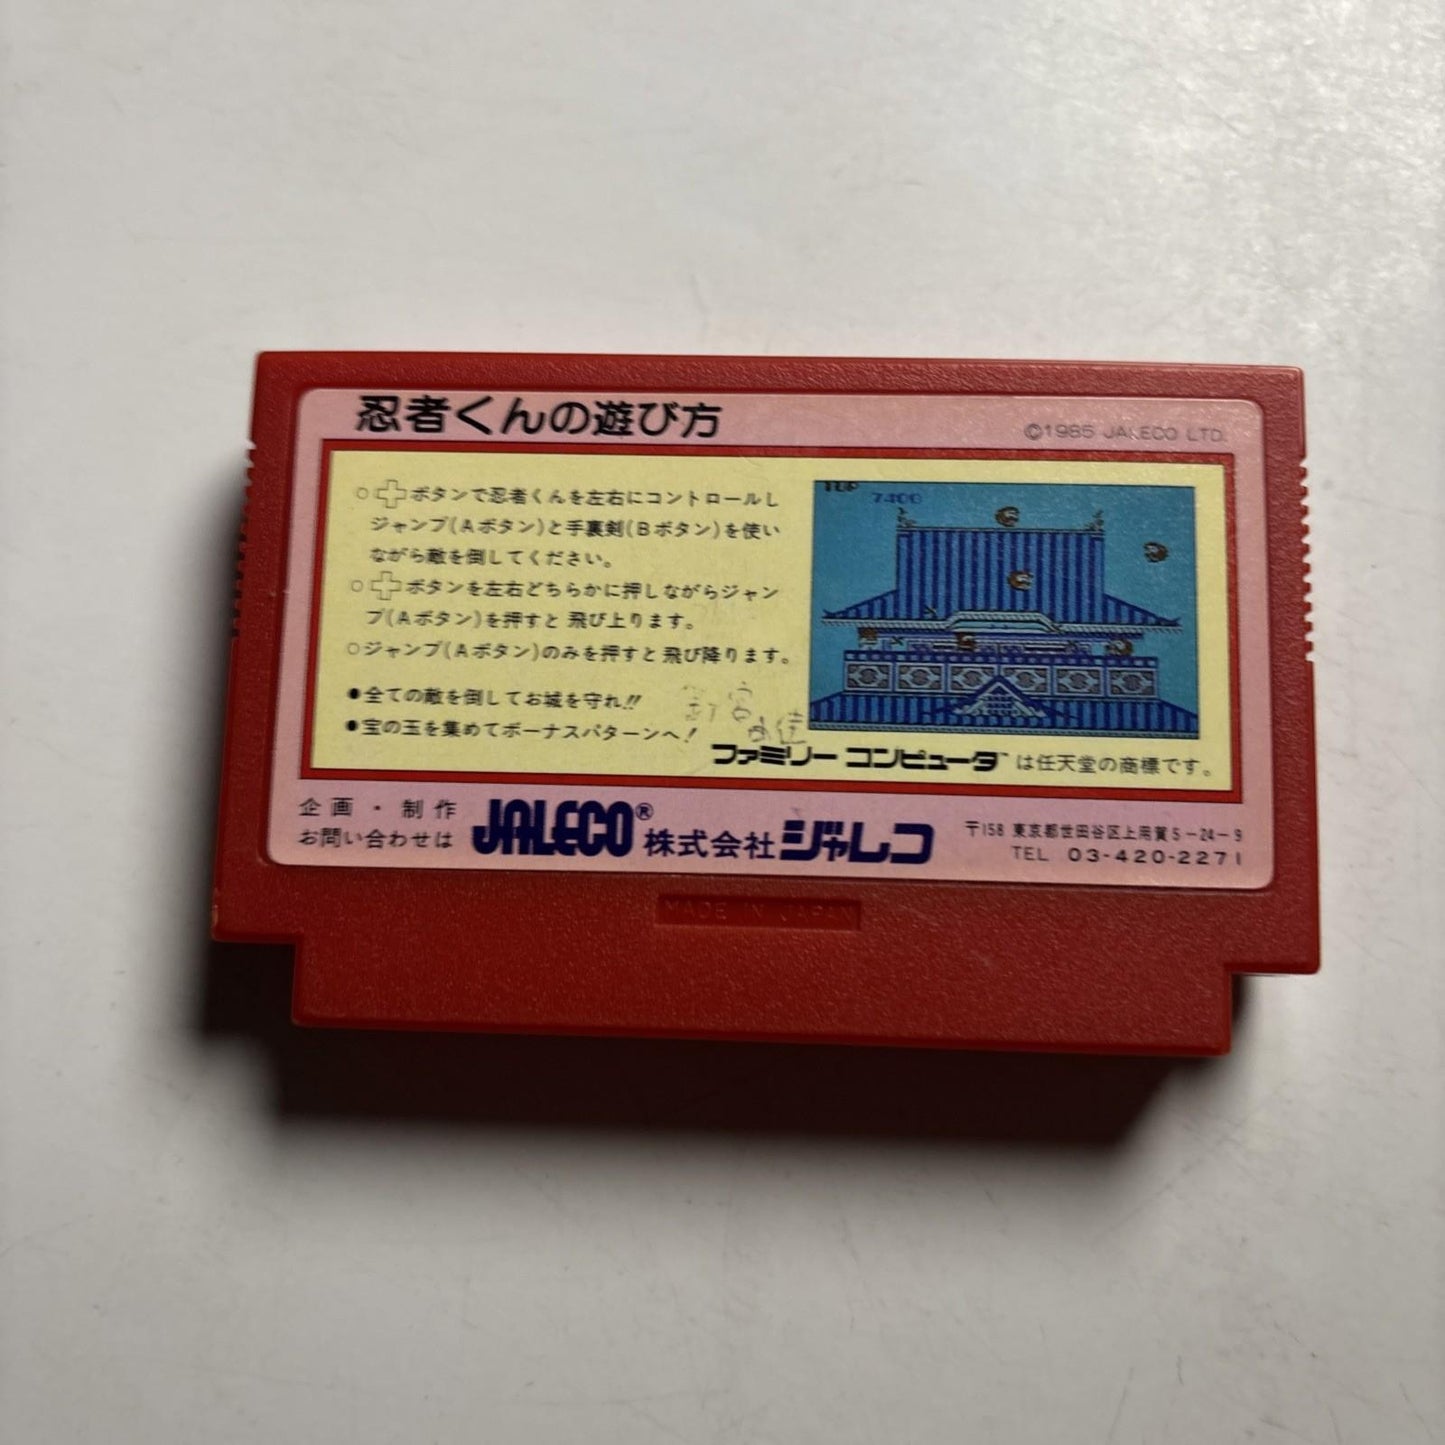 忍者くんの遊び方
©1985 JALECO LTD.
○ボタンで忍者くんを左右にコントロールし
ジャンプ(Aボタン)と手裏剣(Bボタン)を使い
ながら敵を倒してください。
○ボタンを左右どちらかに押しながらジャン
プ(Aボタン)を押すと 飛び上ります。
○ジャンプ(Aボタン)のみを押すと 飛び降ります。
●全ての敵を倒してお城を守れ!!
●宝の玉を集めてボーナスパターンへ!
1UP
7400
ファミリー コンピュータ™は任天堂の商標です。
企画・制作
お問い合わせは
JALECO® 株式会社ジャレコ
〒158 東京都世田谷区上用賀5-24-9
TEL 03-420-2271
MADE IN JAPAN